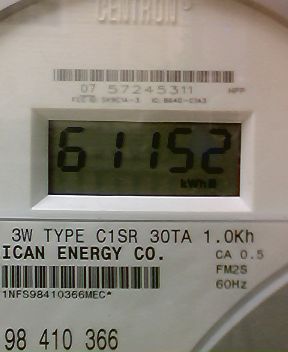 CENTRON
07 57245311 MPP
61152
kWh
3W TYPE C1SR 30TA 1.0Kh
ICAN ENERGY CO. CA 0.5
FM2S
1NFS98410366MEC* 60Hz
98 410 366